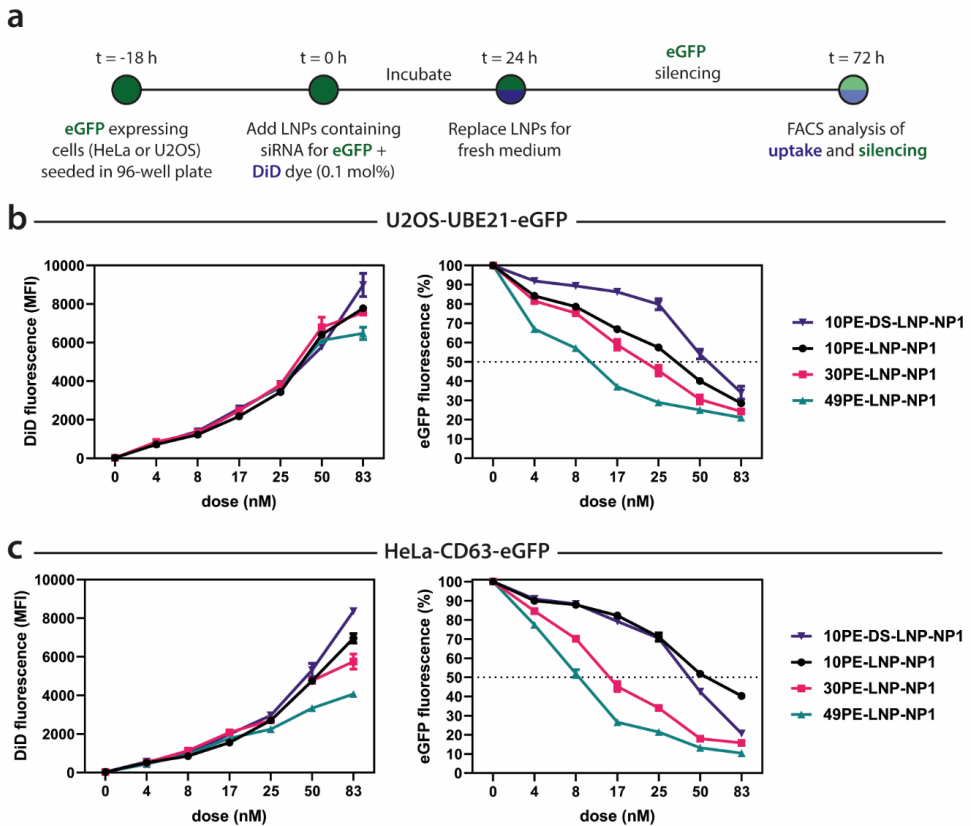 a
t = -18 h
t = 0 h
Incubate
t = 24 h
eGFP
silencing
t = 72 h
eGFP expressing
cells (HeLa or U2OS)
seeded in 96-well plate
Add LNPs containing
siRNA for eGFP +
DiD dye (0.1 mol%)
Replace LNPs for
fresh medium
FACS analysis of
uptake and silencing
b
U2OS-UBE21-eGFP
DiD fluorescence (MFI)
10000
8000
6000
4000
2000
0
0 4 8 17 25 50 83
dose (nM)
eGFP fluorescence (%)
100
90
80
70
60
50
40
30
20
10
0
0 4 8 17 25 50 83
dose (nM)
10PE-DS-LNP-NP1
10PE-LNP-NP1
30PE-LNP-NP1
49PE-LNP-NP1
c
HeLa-CD63-eGFP
DiD fluorescence (MFI)
10000
8000
6000
4000
2000
0
0 4 8 17 25 50 83
dose (nM)
eGFP fluorescence (%)
100
90
80
70
60
50
40
30
20
10
0
0 4 8 17 25 50 83
dose (nM)
10PE-DS-LNP-NP1
10PE-LNP-NP1
30PE-LNP-NP1
49PE-LNP-NP1